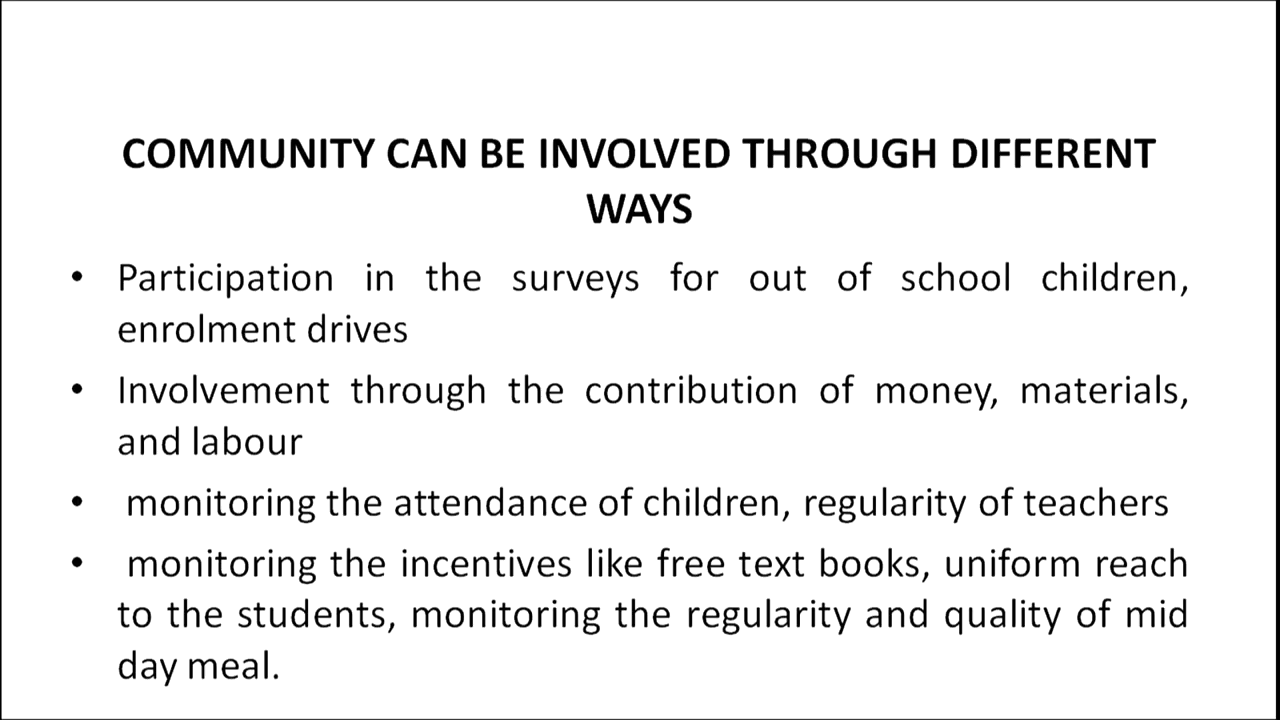 COMMUNITY CAN BE INVOLVED THROUGH DIFFERENT
WAYS
• Participation in the surveys for out of school children,
enrolment drives
• Involvement through the contribution of money, materials,
and labour
• monitoring the attendance of children, regularity of teachers
• monitoring the incentives like free text books, uniform reach
to the students, monitoring the regularity and quality of mid
day meal.